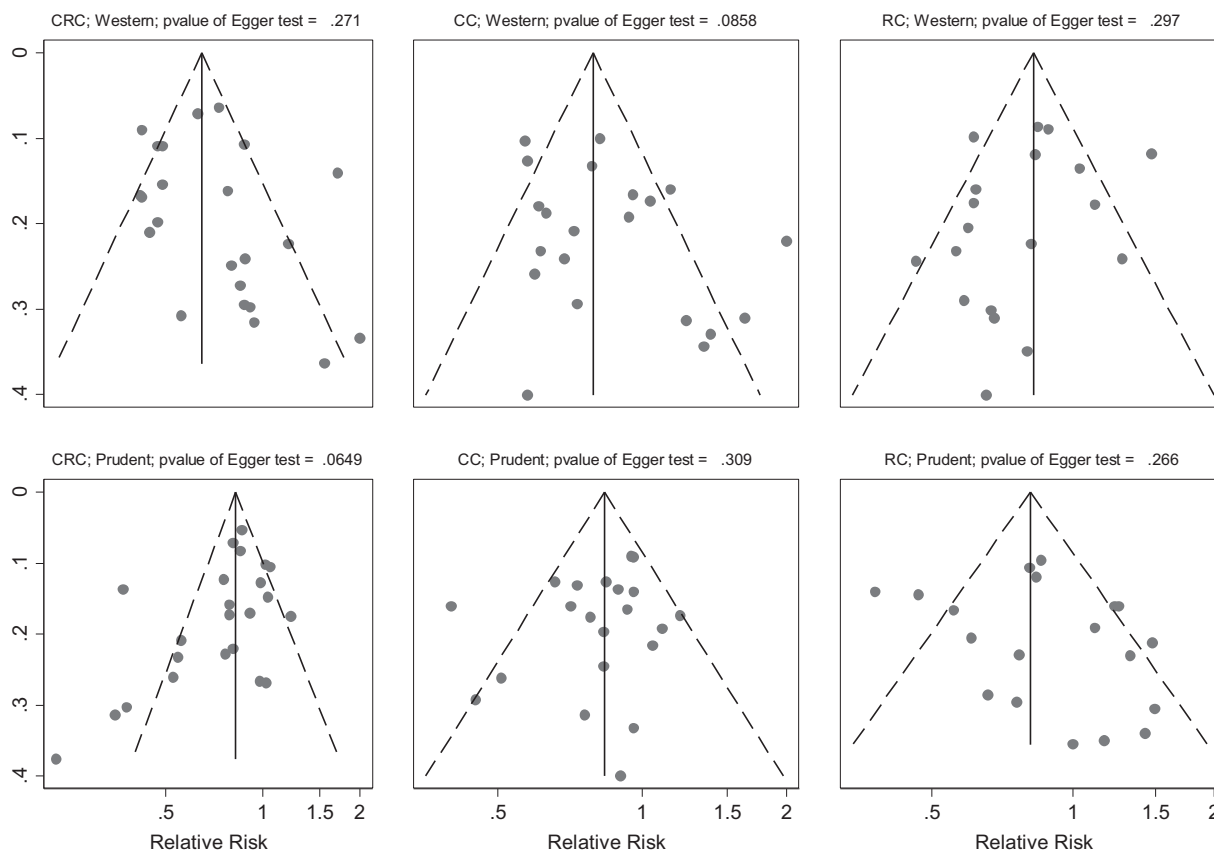 CRC; Western; pvalue of Egger test = .271
CC; Western; pvalue of Egger test = .0858
RC; Western; pvalue of Egger test = .297
0
.1
.2
.3
.4
CRC; Prudent; pvalue of Egger test = .0649
CC; Prudent; pvalue of Egger test = .309
RC; Prudent; pvalue of Egger test = .266
0
.1
.2
.3
.4
.5 1 1.5 2
.5 1 1.5 2
.5 1 1.5 2
Relative Risk
Relative Risk
Relative Risk